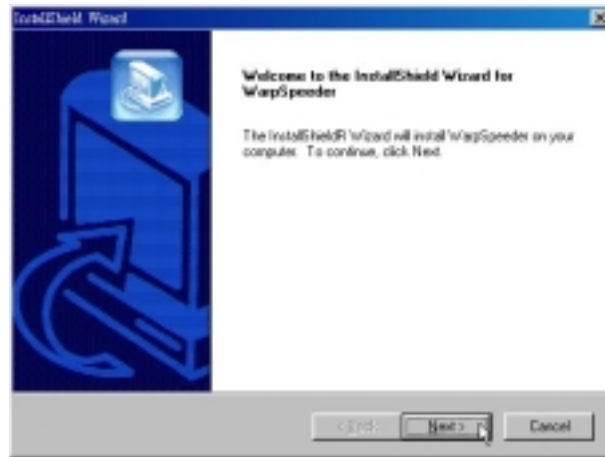 InstallShield Wizard
Welcome to the InstallShield Wizard for
WarpSpeeder
The InstallShieldR Wizard will install WarpSpeeder on your
computer. To continue, click Next.
< Back
Next >
Cancel